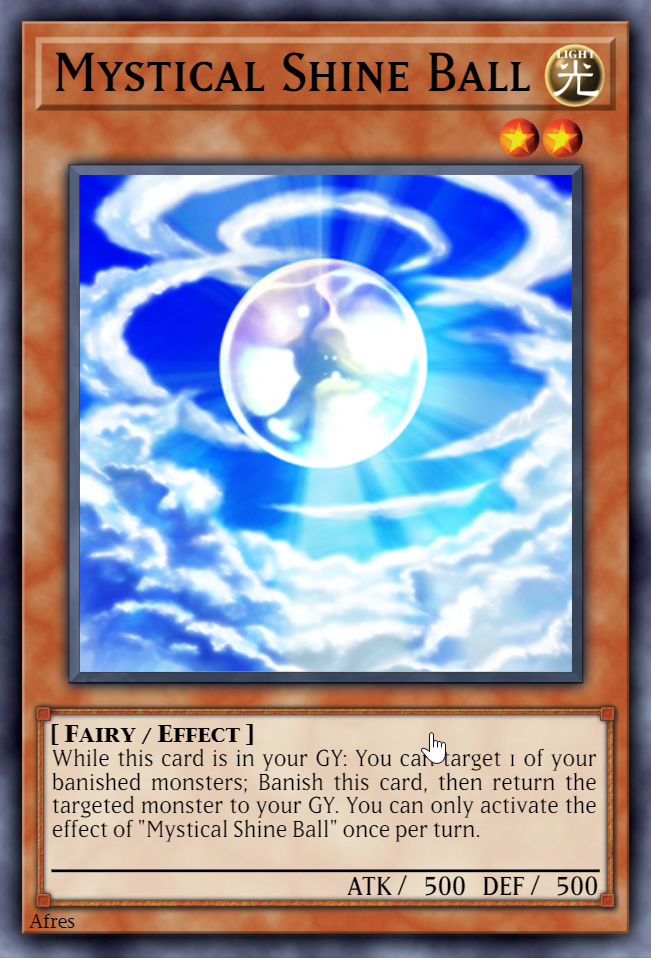 Mystical Shine Ball
LIGHT
光
[ Fairy / Effect ]
While this card is in your GY: You can target 1 of your
banished monsters; Banish this card, then return the
targeted monster to your GY. You can only activate the
effect of "Mystical Shine Ball" once per turn.
ATK / 500 DEF / 500
Afres